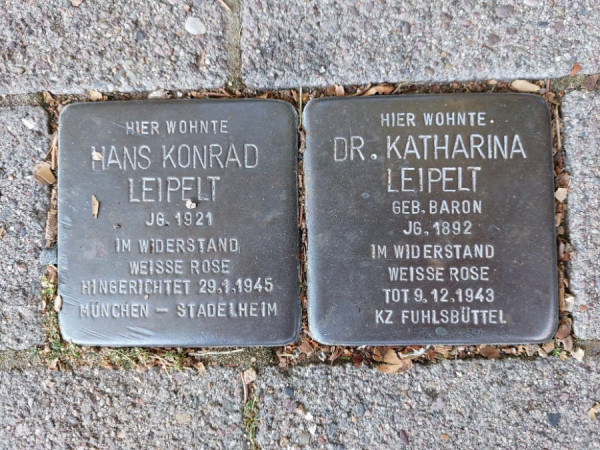 HIER WOHNTE
HANS KONRAD
LEIPELT
JG. 1921
IM WIDERSTAND
WEISSE ROSE
HINGERICHTET 29.1.1945
MÜNCHEN – STADELHEIM
HIER WOHNTE
DR. KATHARINA
LEIPELT
GEB. BARON
JG. 1892
IM WIDERSTAND
WEISSE ROSE
TOT 9.12.1943
KZ FUHLSBÜTTEL